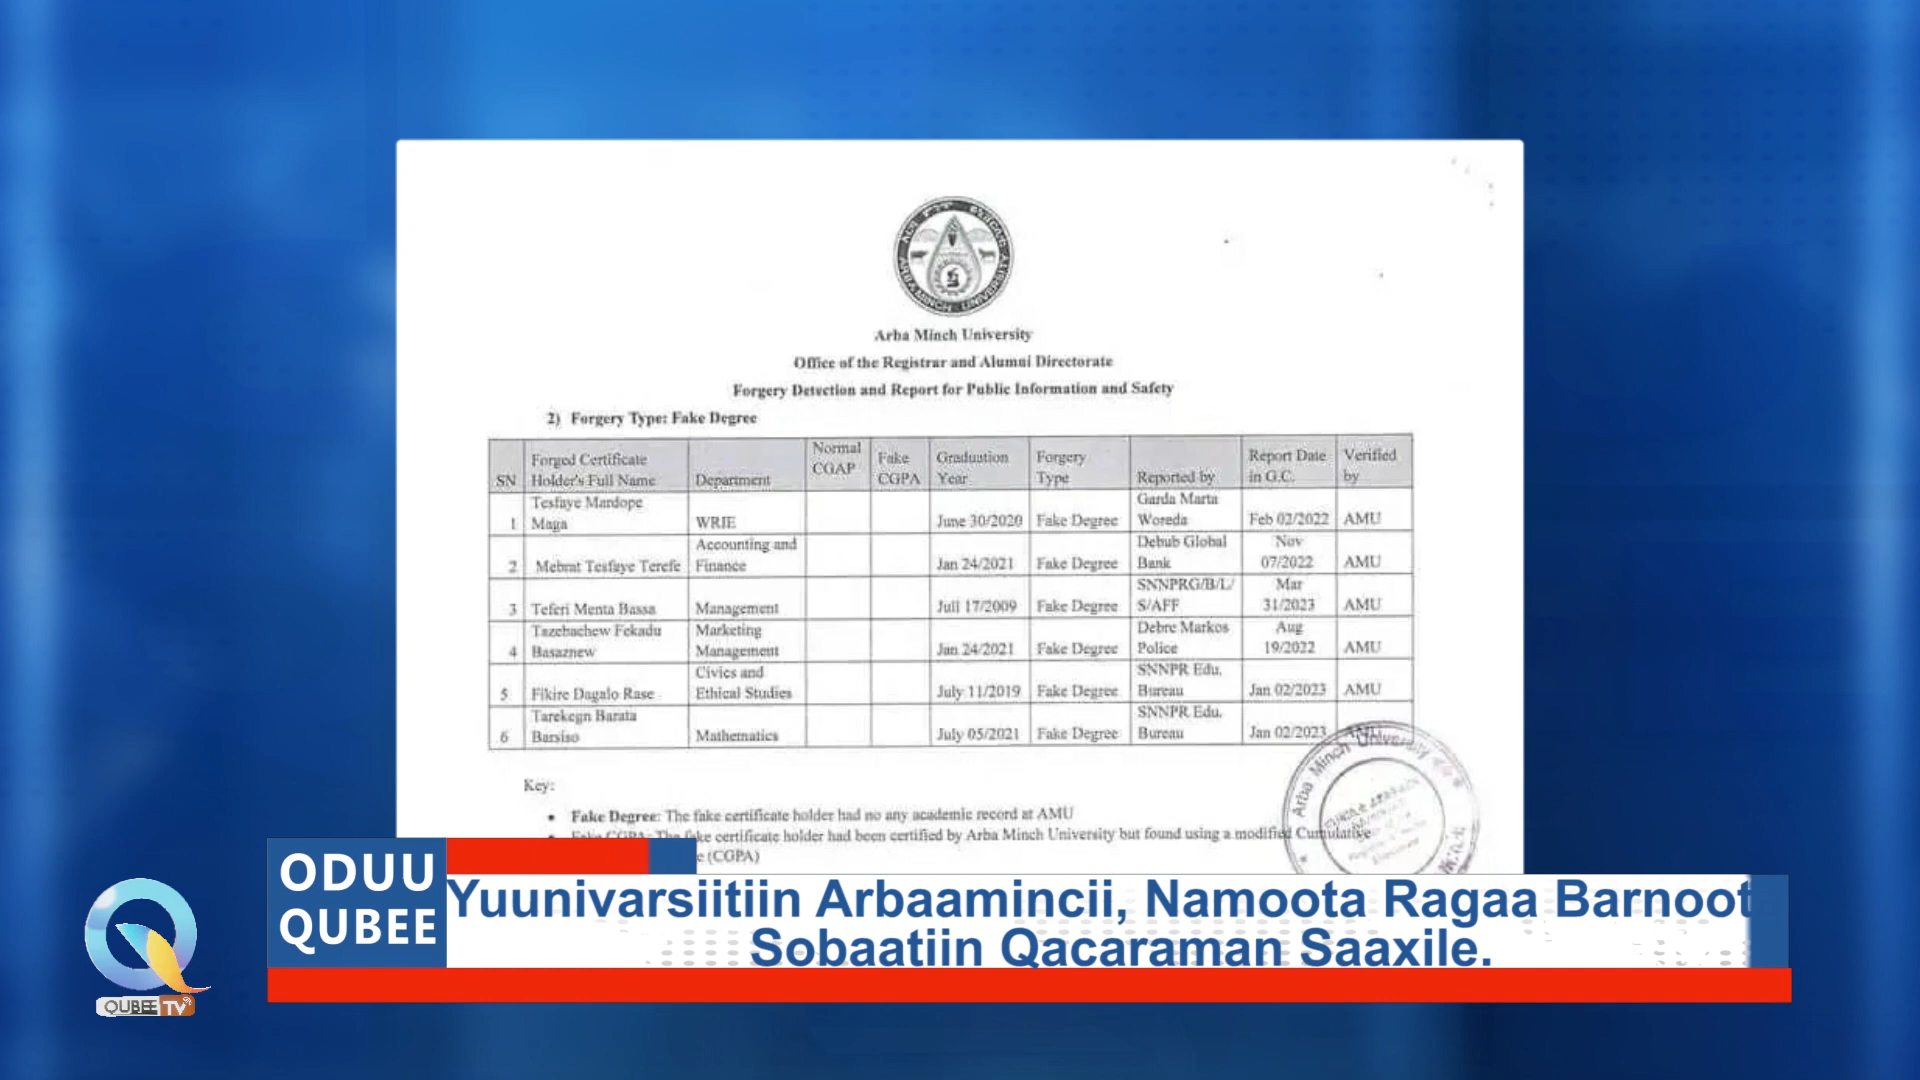 Arba Minch University
Office of the Registrar and Alumni Directorate
Forgery Detection and Report for Public Information and Safety
2) Forgery Type: Fake Degree
SN Forged Certificate Holder's Full Name Department Normal CGAP Fake CGPA Graduation Year Forgery Type Reported by Report Date in G.C. Verified by
1 Tesfaye Mardope Maga WRIE June 30/2020 Fake Degree Garda Marta Woreda Feb 02/2022 AMU
2 Mebrat Tesfaye Terefe Accounting and Finance Jan 24/2021 Fake Degree Debub Global Bank Nov 07/2022 AMU
3 Teferi Menta Bassa Management Juli 17/2009 Fake Degree SNNPRG/B/L/ S/AFF Mar 31/2023 AMU
4 Tazebachew Fekadu Basaznew Marketing Management Jan 24/2021 Fake Degree Debre Markos Police Aug 19/2022 AMU
5 Fikire Dagalo Rase Civics and Ethical Studies July 11/2019 Fake Degree SNNPR Edu. Bureau Jan 02/2023 AMU
6 Tarekegn Barata Barsiso Mathematics July 05/2021 Fake Degree SNNPR Edu. Bureau Jan 02/2023 AMU
Key:
• Fake Degree: The fake certificate holder had no any academic record at AMU
• Fake CGPA: The fake certificate holder had been certified by Arba Minch University but found using a modified Cumulative
e (CGPA)
Arba Minch University
ODUU
QUBEE
Yuunivarsiitiin Arbaamincii, Namoota Ragaa Barnoot
Sobaatiin Qacaraman Saaxile.
QUBEE TV